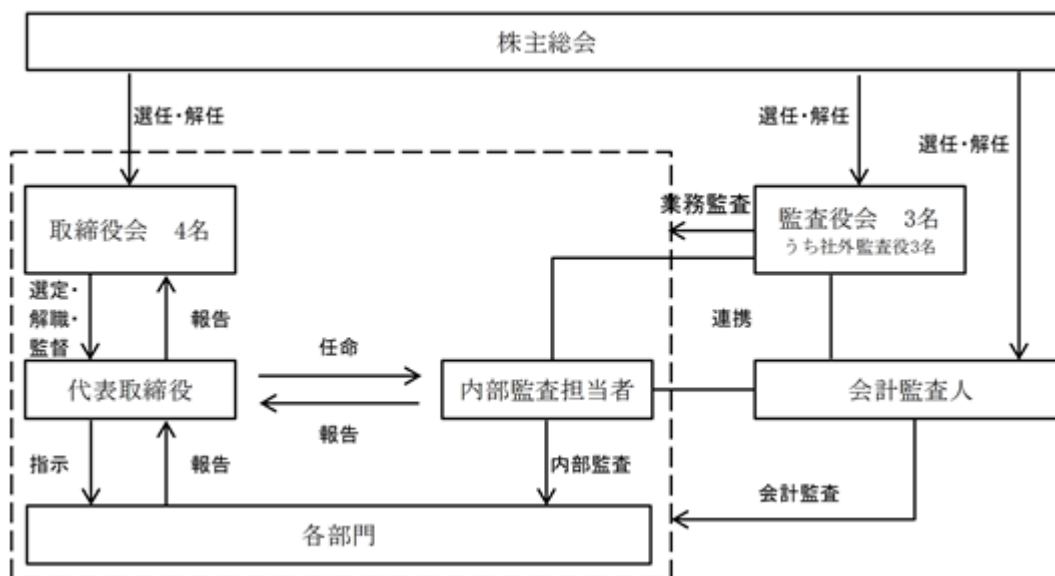 株主総会
選任・解任
選任・解任
選任・解任
取締役会　4名
業務監査
監査役会　3名
うち社外監査役3名
選定・
解職・
監督
報告
連携
任命
代表取締役
内部監査担当者
会計監査人
報告
指示
報告
内部監査
会計監査
各部門